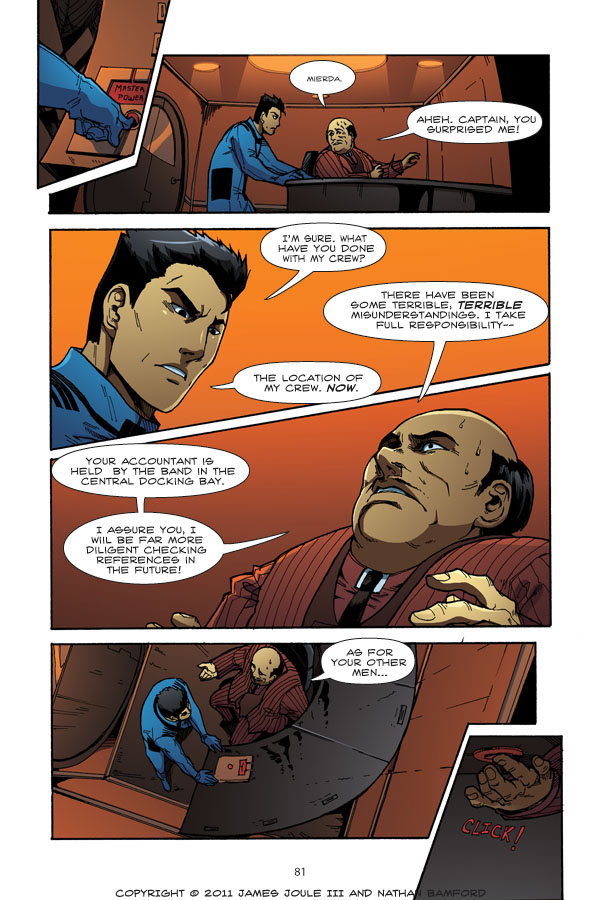 MASTER
POWER
MIERDA.
AHEH. CAPTAIN, YOU
SURPRISED ME!
I'M SURE. WHAT
HAVE YOU DONE
WITH MY CREW?
THERE HAVE BEEN
SOME TERRIBLE, TERRIBLE
MISUNDERSTANDINGS. I TAKE
FULL RESPONSIBILITY--
THE LOCATION OF
MY CREW. NOW.
YOUR ACCOUNTANT IS
HELD BY THE BAND IN THE
CENTRAL DOCKING BAY.
I ASSURE YOU, I
WIIL BE FAR MORE
DILIGENT CHECKING
REFERENCES IN
THE FUTURE!
AS FOR
YOUR OTHER
MEN...
CLICK!
81
COPYRIGHT © 2011 JAMES JOULE III AND NATHAN BAMFORD